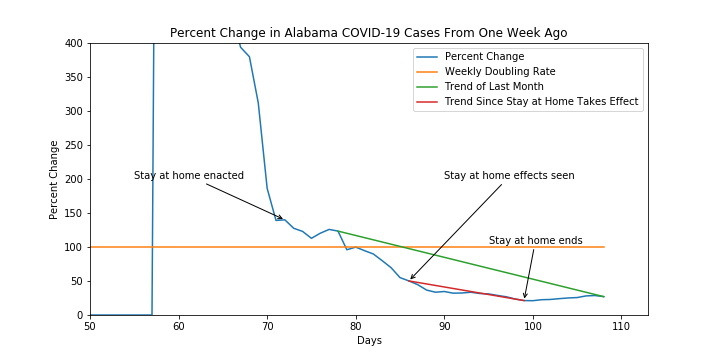 Percent Change in Alabama COVID-19 Cases From One Week Ago
400
350
300
250
200
150
100
50
0
Percent Change
Percent Change
Weekly Doubling Rate
Trend of Last Month
Trend Since Stay at Home Takes Effect
Stay at home enacted
Stay at home effects seen
Stay at home ends
50 60 70 80 90 100 110
Days